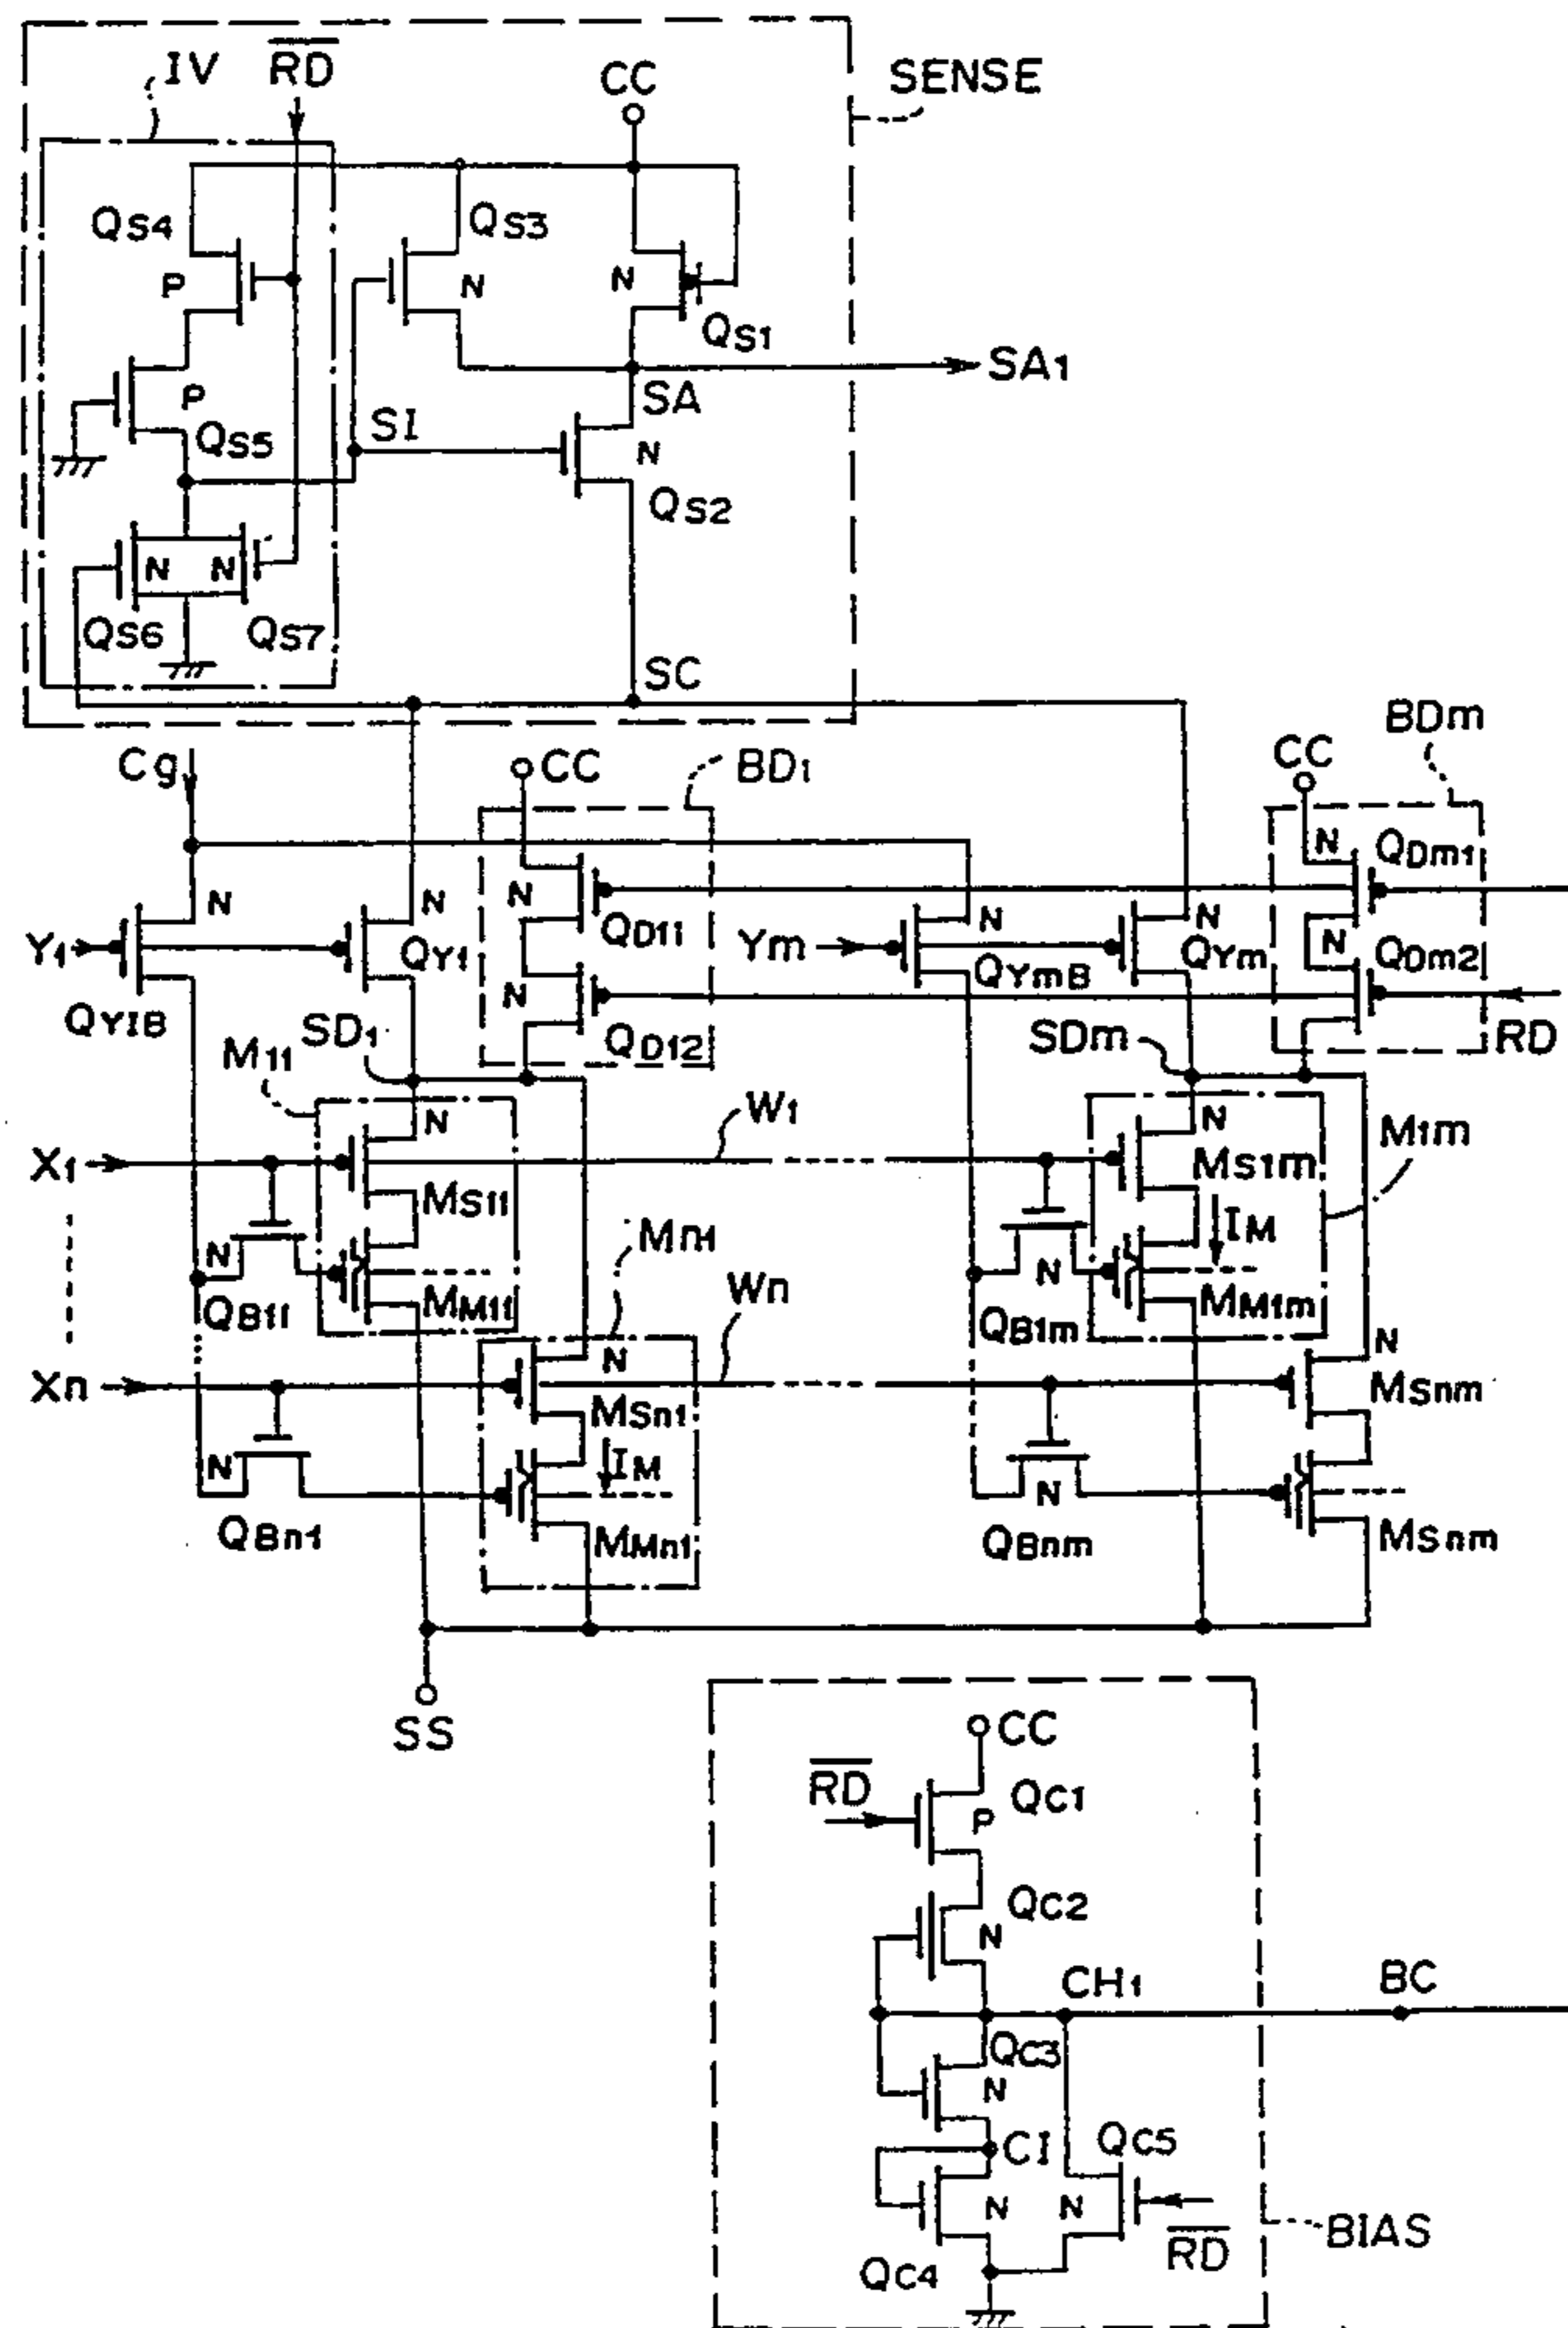 IV
RD
CC
SENSE
QS4
QS3
P
N
N
QS1
SA1
P
SI
SA
QS5
N
QS2
N
N
QS6
QS7
SC
BDm
Cg
CC
BD1
CC
N
QDm1
N
N
N
QD11
N
N
N
QDm2
Y1
QY1
Ym
QYmB
QYm
N
QY1B
SD1
QD12
SDm
RD
M11
N
W1
N
M1m
X1
MS11
MS1m
Mn1
IM
N
MM11
Wn
N
MM1m
QB11
QB1m
N
N
Xn
MSn1
MSnm
N
IM
N
QBn1
MMn1
QBnm
MSnm
SS
CC
RD
QC1
P
QC2
N
CH1
BC
QC3
N
CI
QC5
N
N
RD
BIAS
QC4